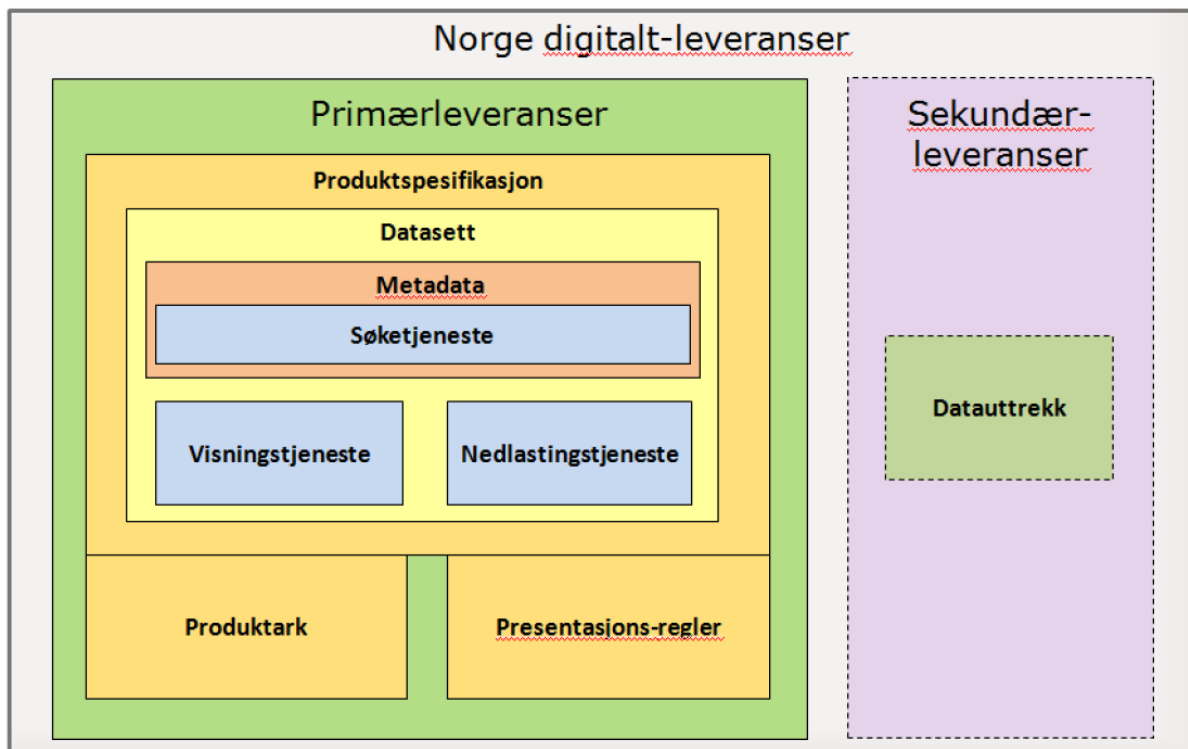 Norge digitalt-leveranser
Primærleveranser
Produktspesifikasjon
Datasett
Metadata
Søketjeneste
Visningstjeneste
Nedlastingstjeneste
Produktark
Presentasjons-regler
Sekundær-
leveranser
Datauttrekk